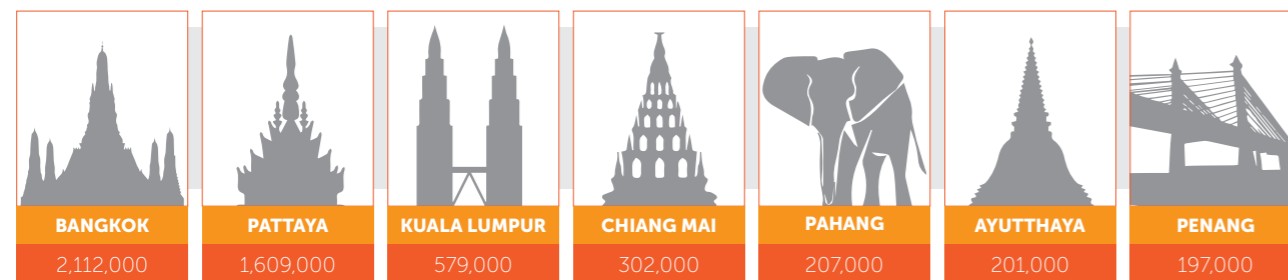 BANGKOK
2,112,000
PATTAYA
1,609,000
KUALA LUMPUR
579,000
CHIANG MAI
302,000
PAHANG
207,000
AYUTTHAYA
201,000
PENANG
197,000